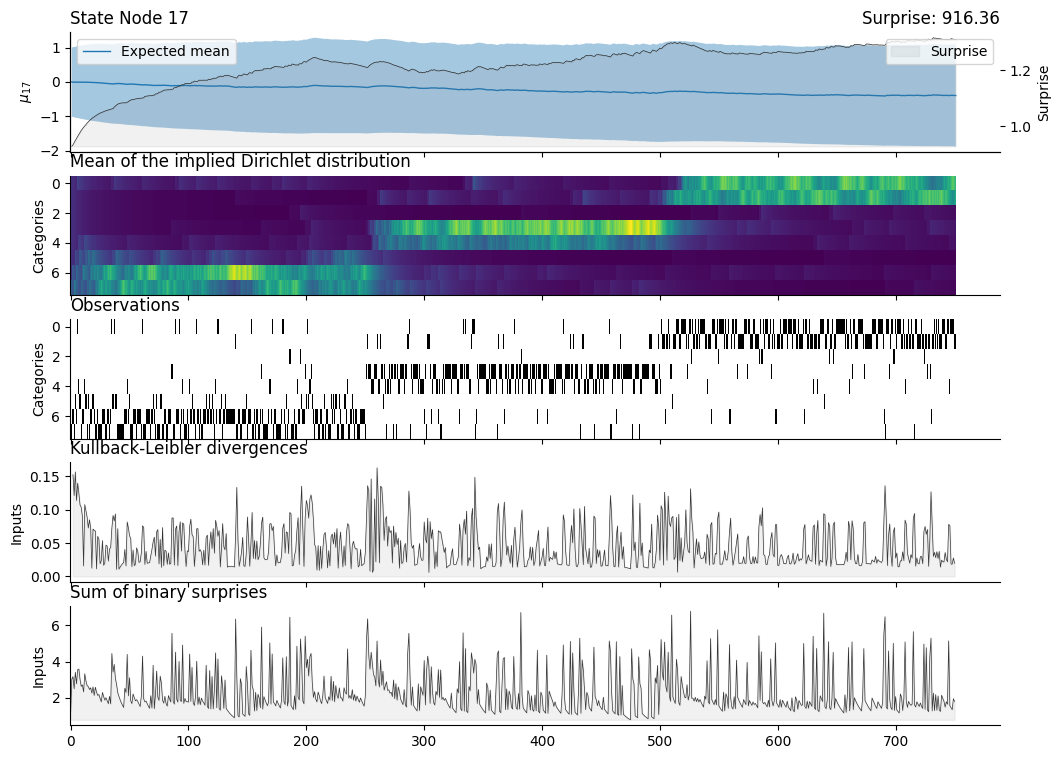 State Node 17
Surprise: 916.36
Expected mean
Surprise
1
0
−1
−2
μ17
1.2
1.0
Surprise
Mean of the implied Dirichlet distribution
0
2
4
6
Categories
Observations
0
2
4
6
Categories
Kullback-Leibler divergences
0.15
0.10
0.05
0.00
Inputs
Sum of binary surprises
6
4
2
Inputs
0 100 200 300 400 500 600 700